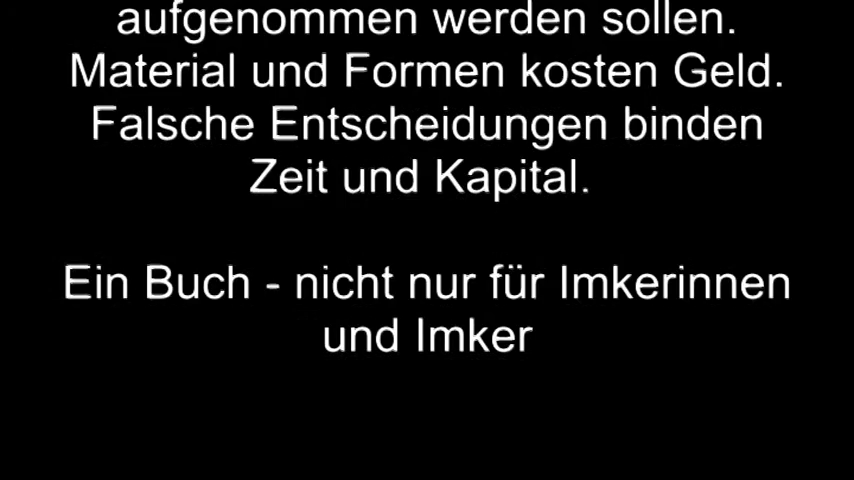 aufgenommen werden sollen.
Material und Formen kosten Geld.
Falsche Entscheidungen binden
Zeit und Kapital.
Ein Buch - nicht nur für Imkerinnen
und Imker